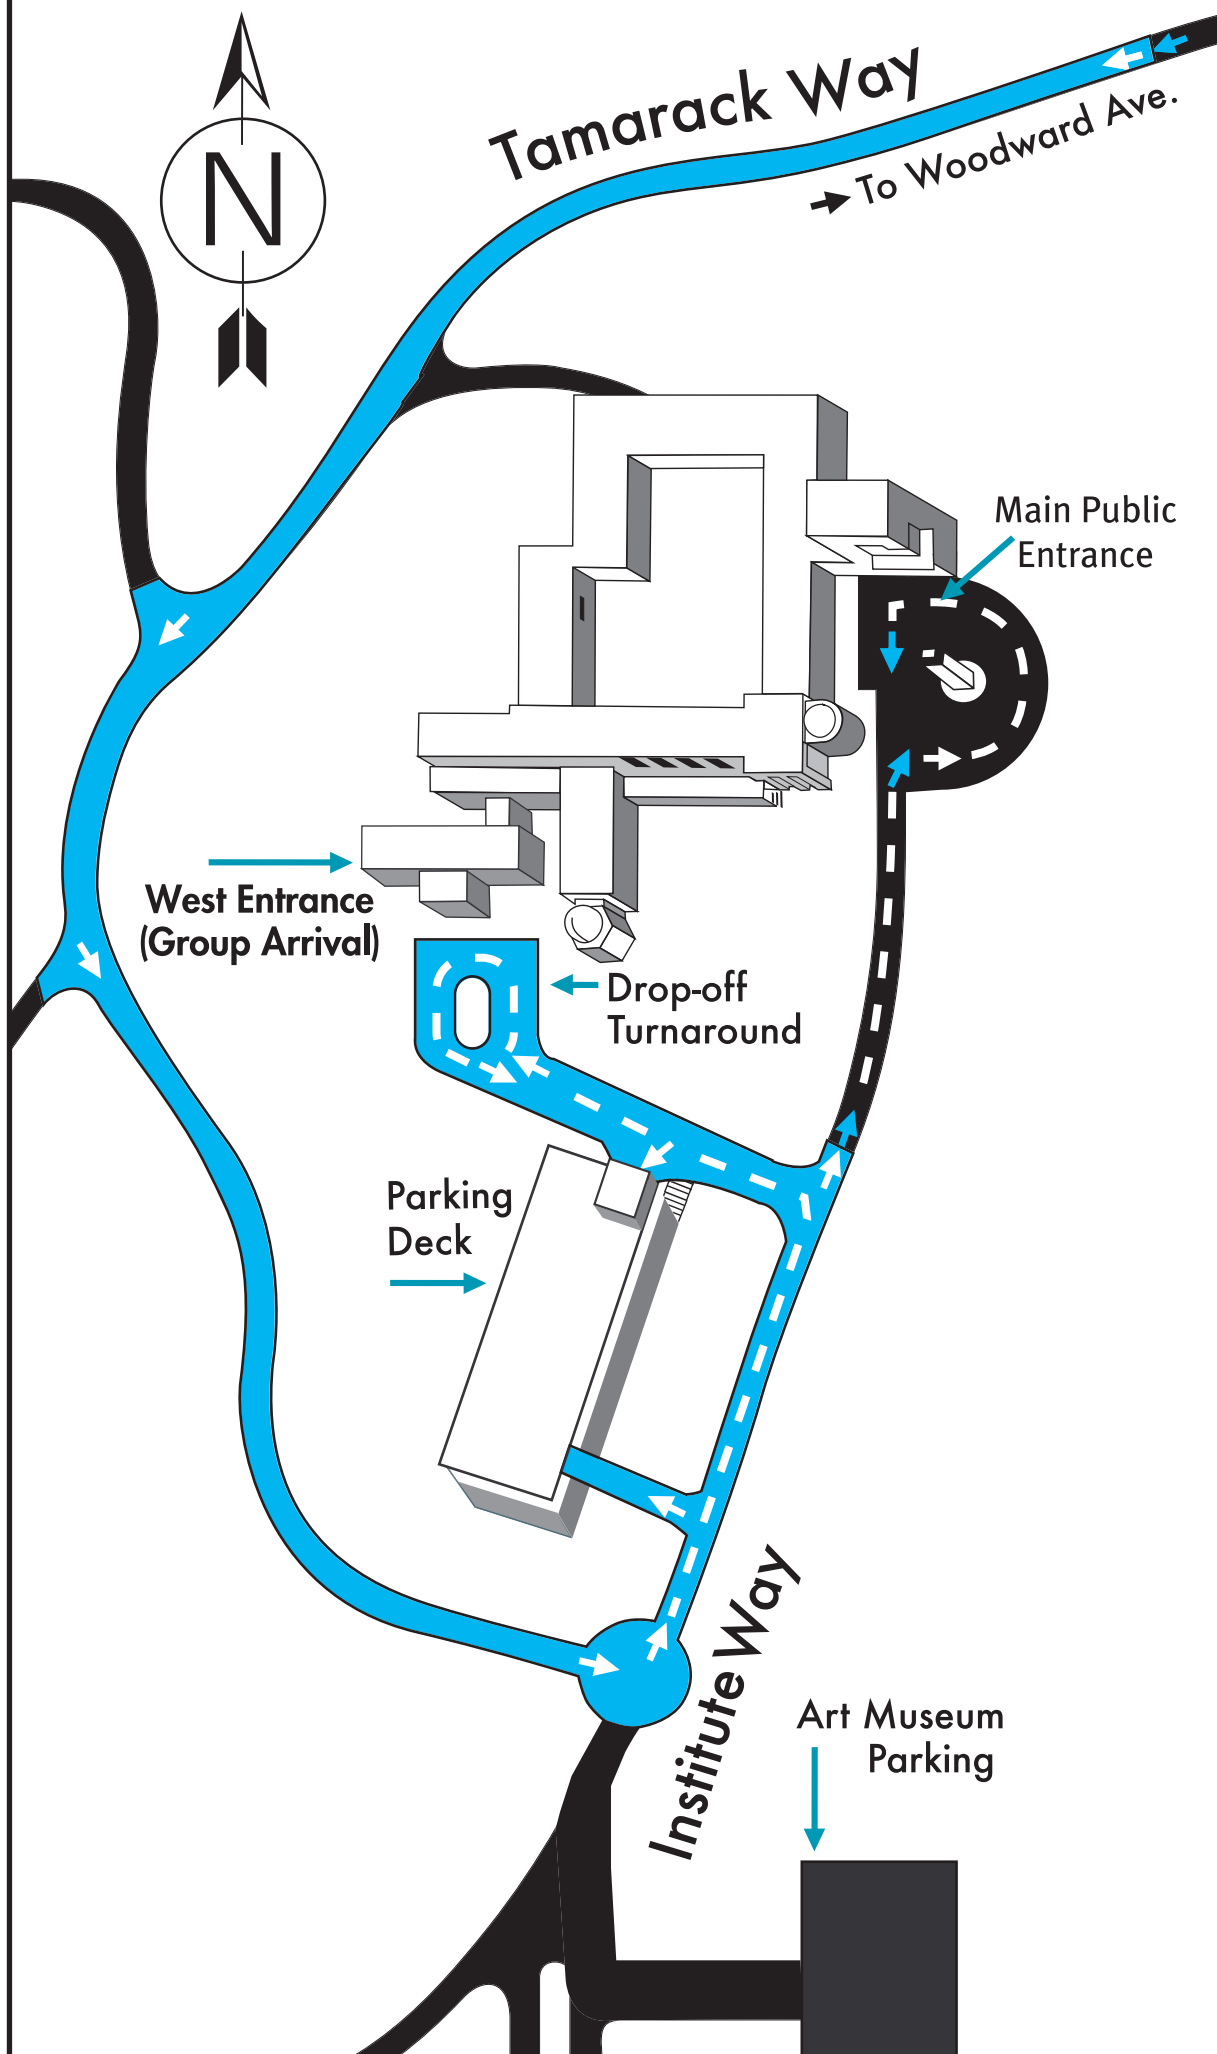 N
Tamarack Way
To Woodward Ave.
Main Public
Entrance
West Entrance
(Group Arrival)
Drop-off
Turnaround
Parking
Deck
Institute Way
Art Museum
Parking